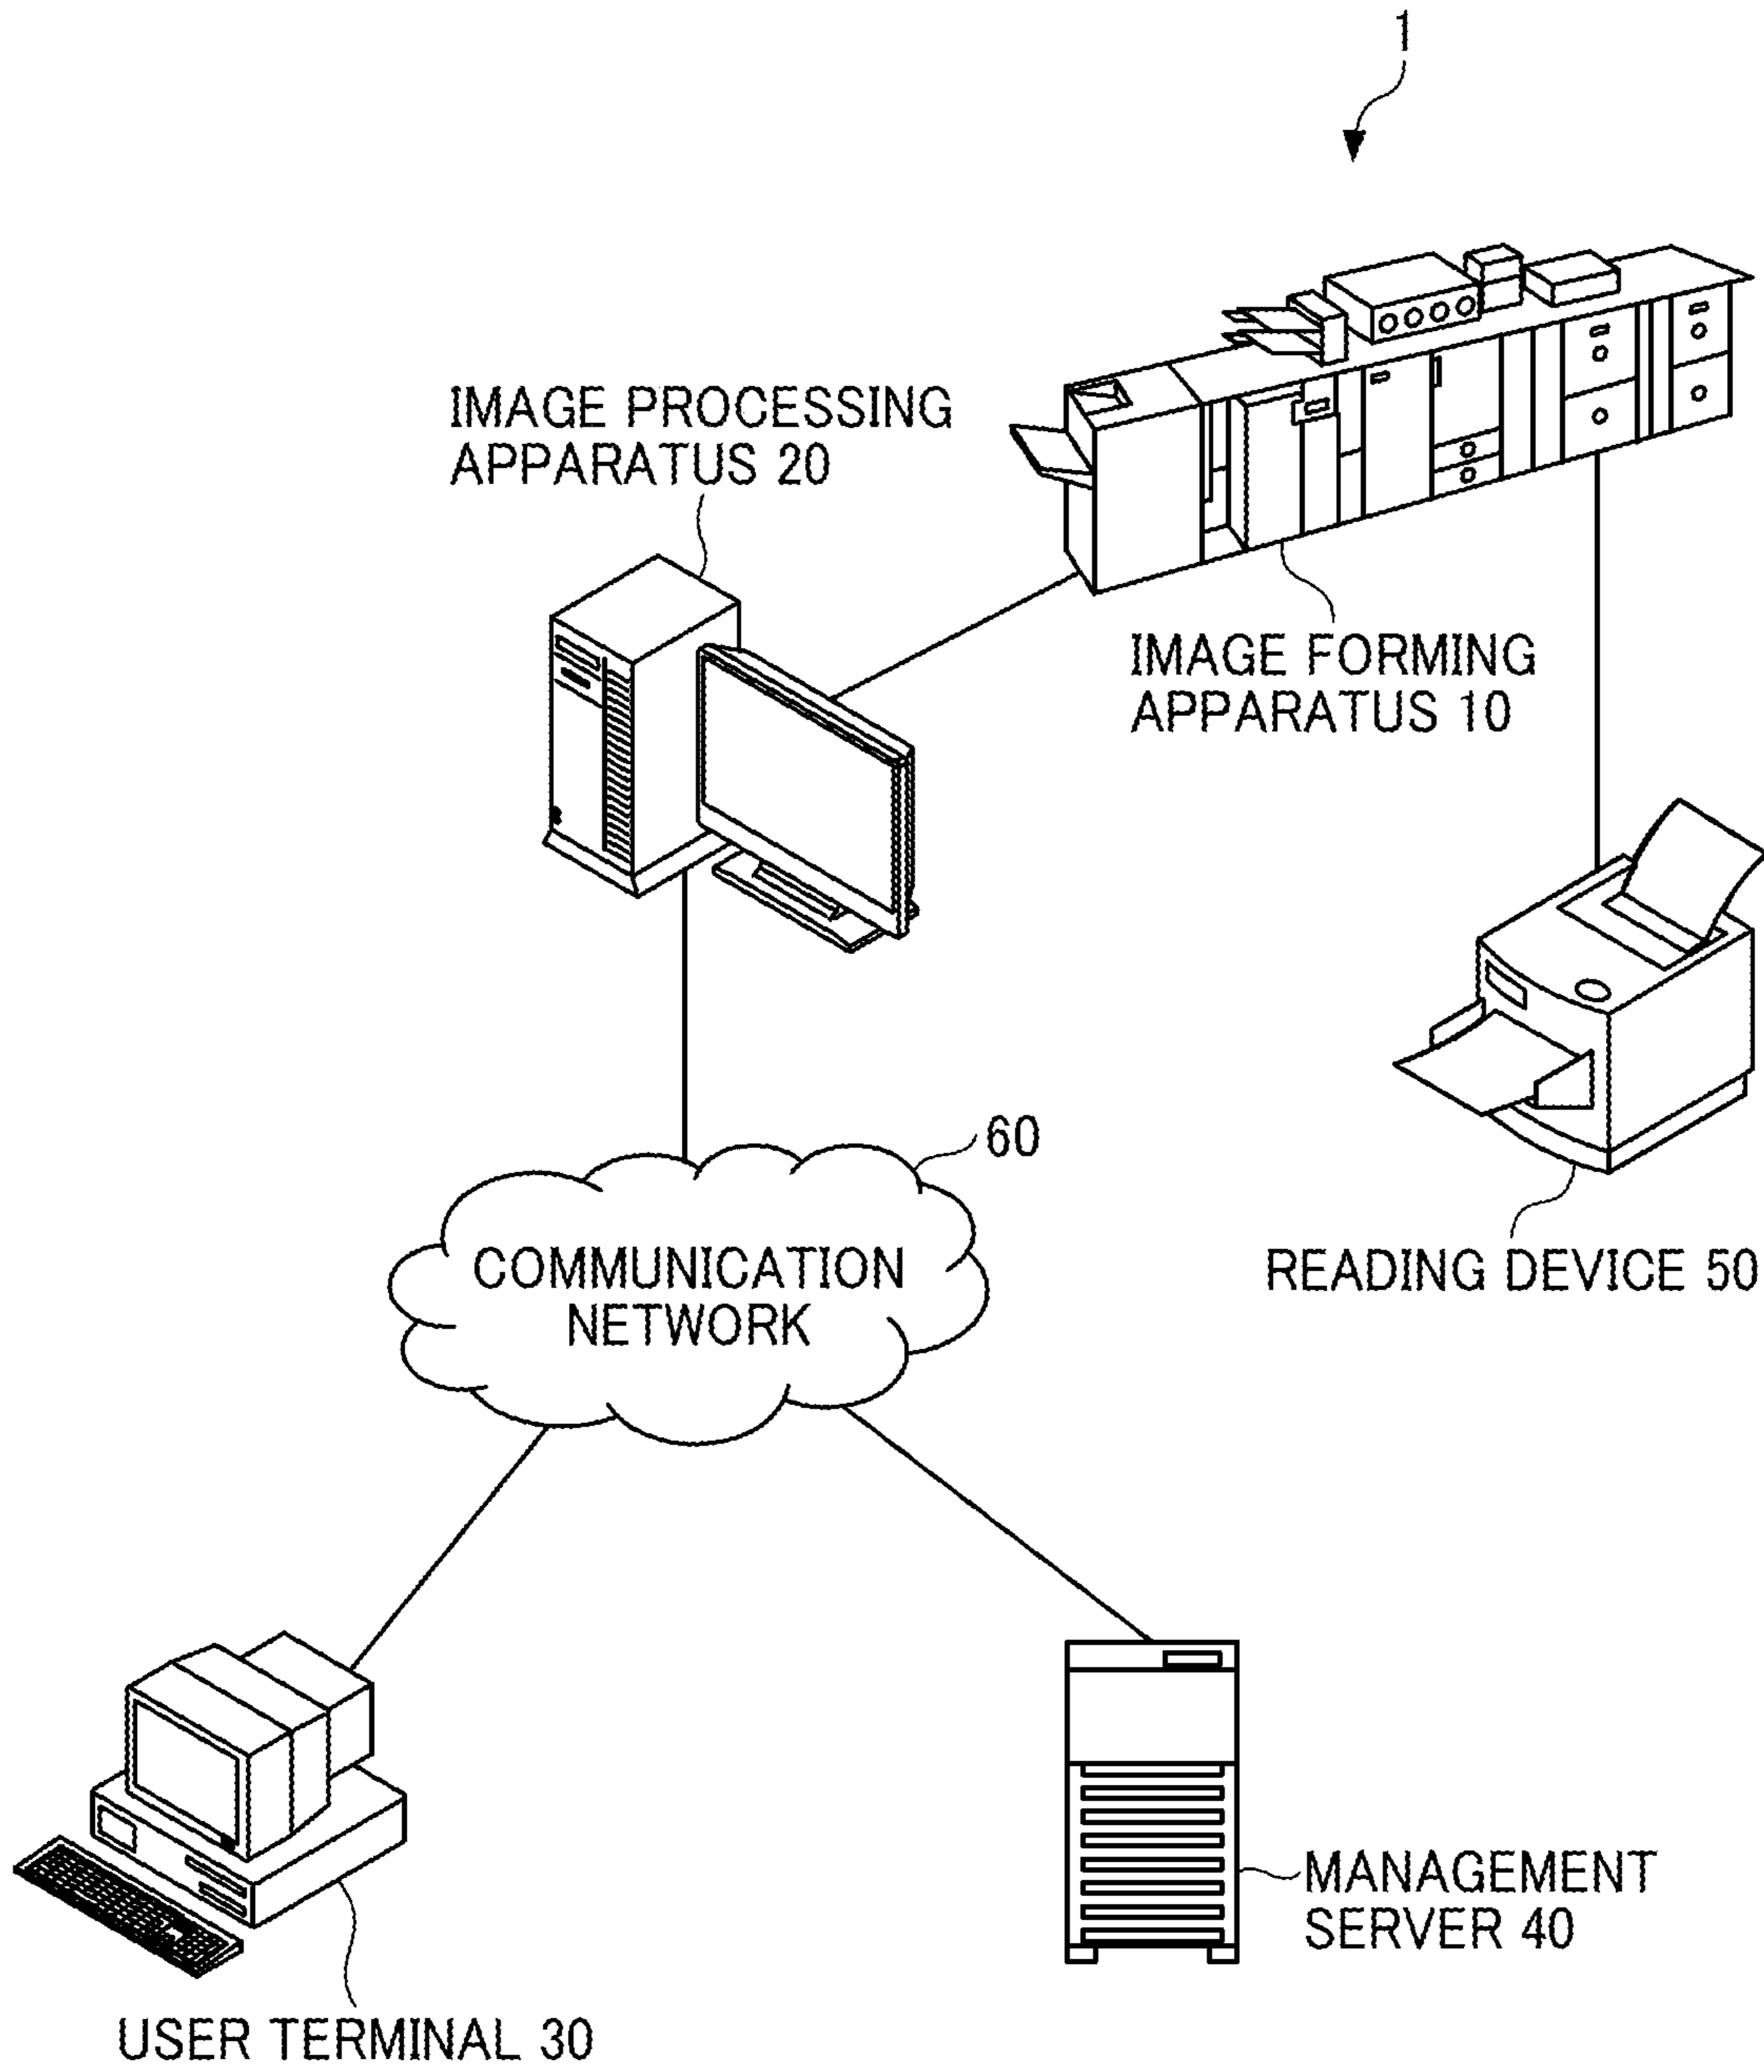 1
IMAGE PROCESSING
APPARATUS 20
IMAGE FORMING
APPARATUS 10
60
COMMUNICATION
NETWORK
READING DEVICE 50
MANAGEMENT
SERVER 40
USER TERMINAL 30